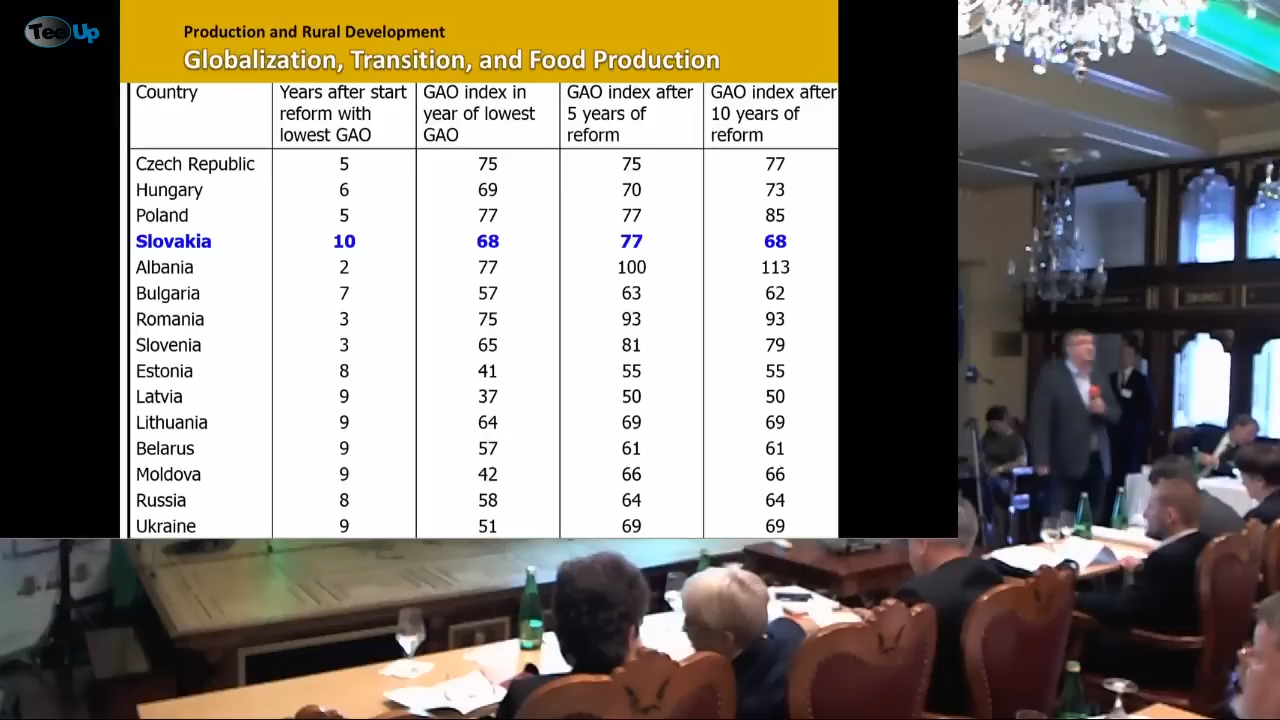 TeeUp
Production and Rural Development
Globalization, Transition, and Food Production
Country Years after start reform with lowest GAO GAO index in year of lowest GAO GAO index after 5 years of reform GAO index after 10 years of reform
Czech Republic 5 75 75 77
Hungary 6 69 70 73
Poland 5 77 77 85
Slovakia 10 68 77 68
Albania 2 77 100 113
Bulgaria 7 57 63 62
Romania 3 75 93 93
Slovenia 3 65 81 79
Estonia 8 41 55 55
Latvia 9 37 50 50
Lithuania 9 64 69 69
Belarus 9 57 61 61
Moldova 9 42 66 66
Russia 8 58 64 64
Ukraine 9 51 69 69